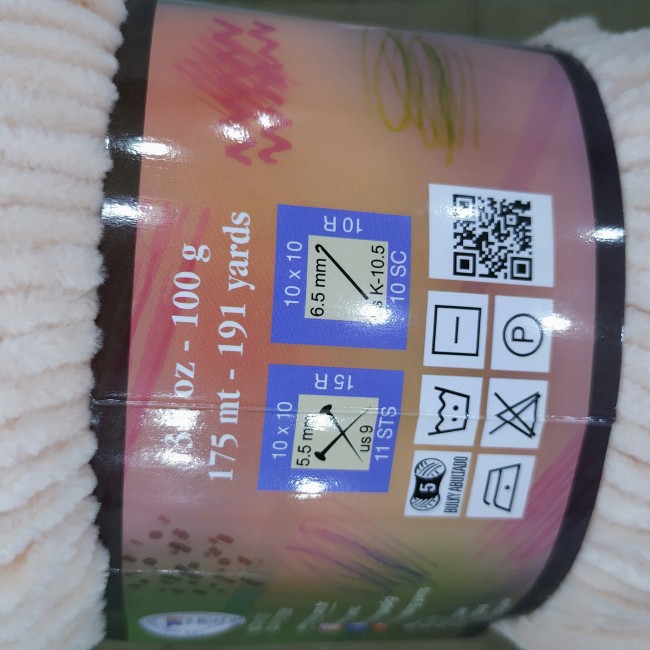 oz - 100 g
175 mt - 191 yards
10 x 10
5.5 mm
US 9
11 STS
15 R
10 x 10
6.5 mm
K-10.5
10 SC
10 R
5
BULKY ABULTADO
P